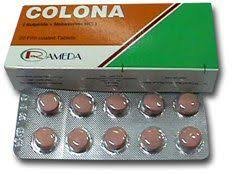 COLONA
( Sulpiride + Mebeverine HCl )
20 Film-coated Tablets
RAMEDA